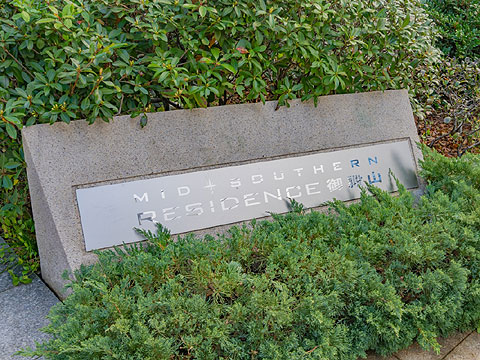 MID + SOUTHERN
RESIDENCE 御殿山